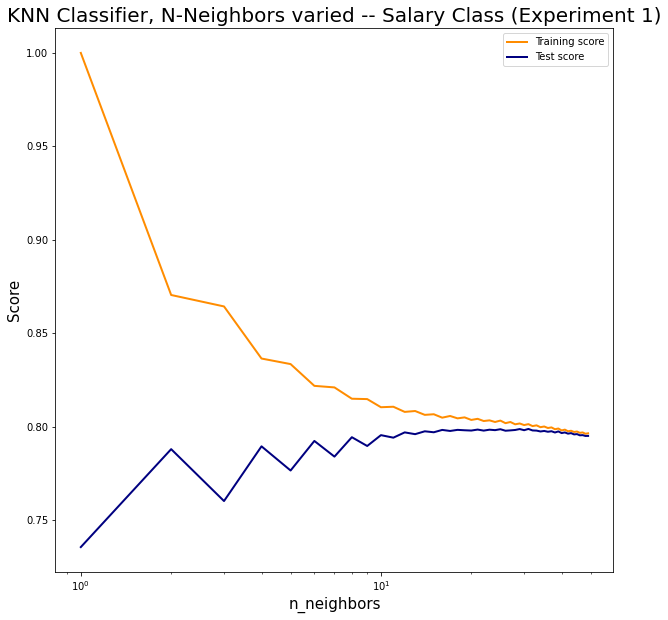 KNN Classifier, N-Neighbors varied -- Salary Class (Experiment 1)
Training score
Test score
1.00
0.95
0.90
0.85
0.80
0.75
Score
10⁰
10¹
n_neighbors